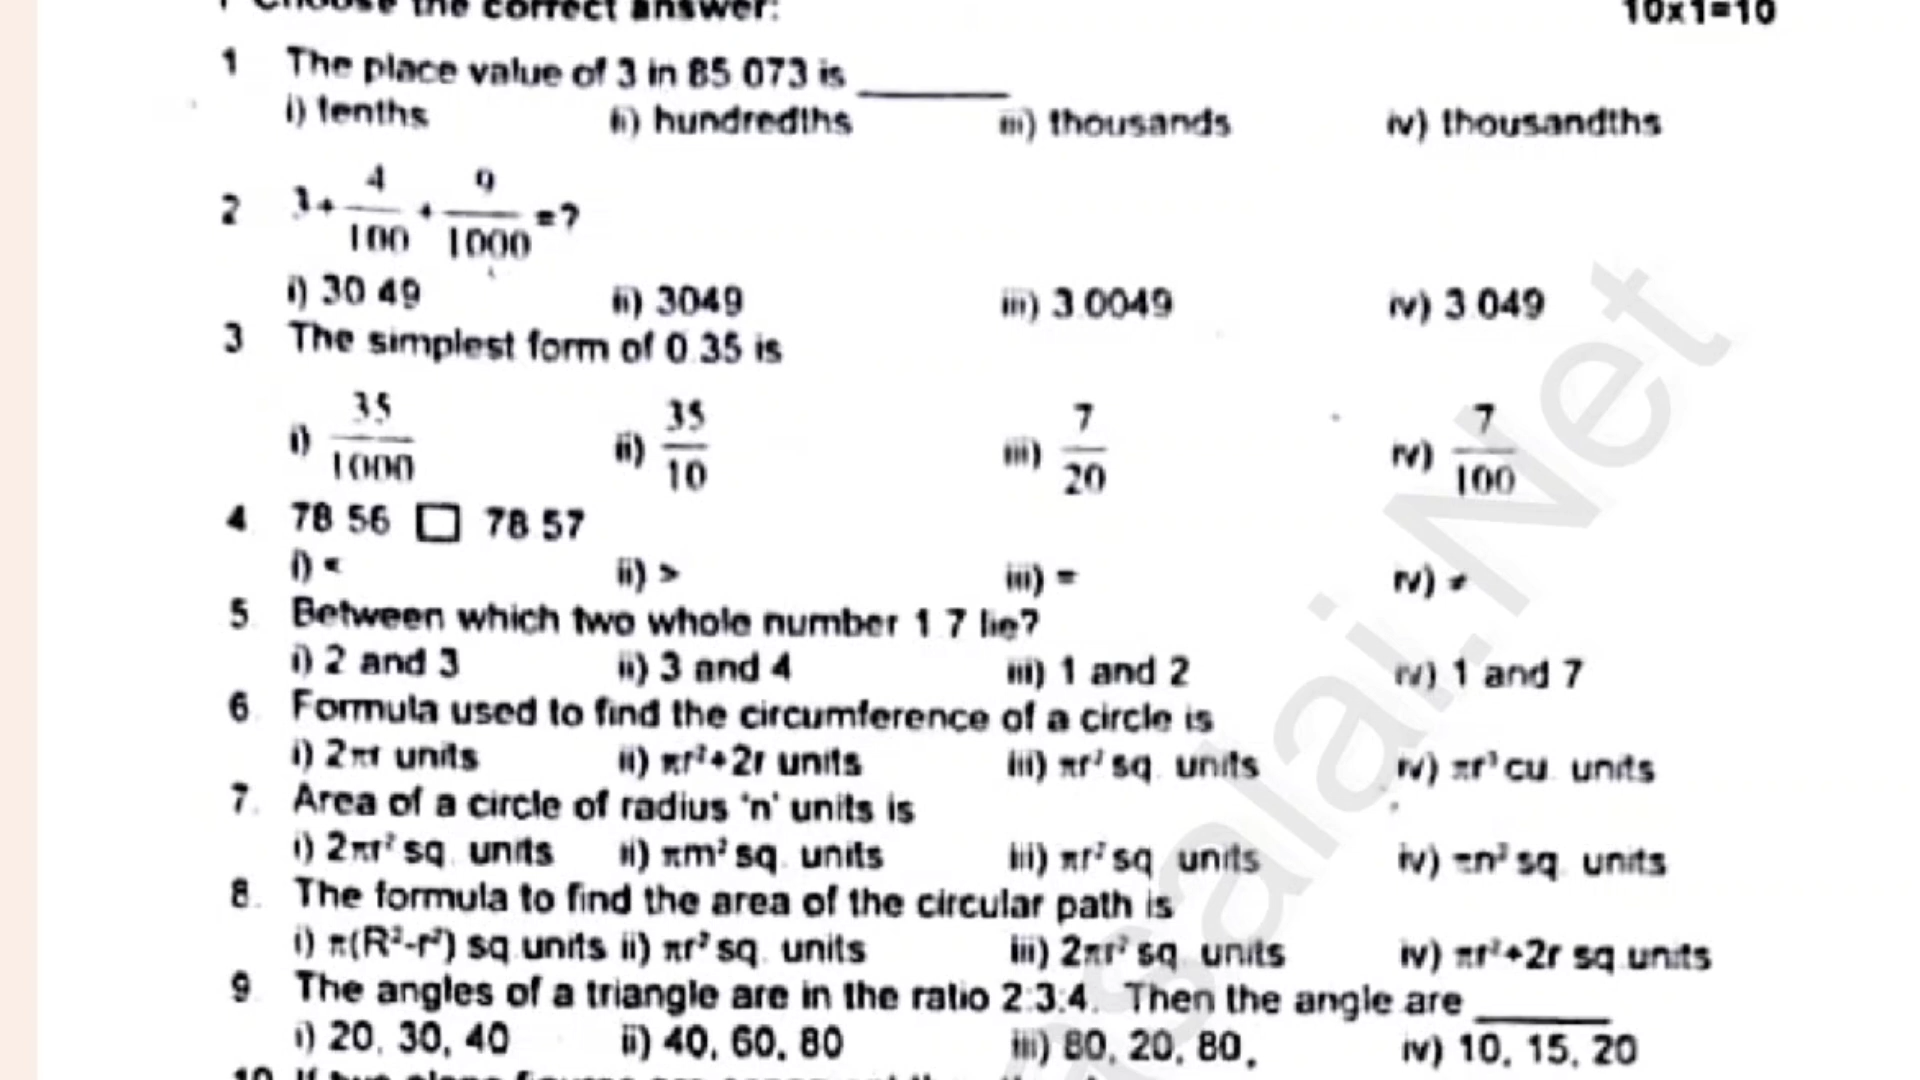 Choose the correct answer: 10x1=10
1 The place value of 3 in 85 073 is ______
i) tenths ii) hundredths iii) thousands iv) thousandths
2 3+ 4/100 + 9/1000 =?
i) 30 49 ii) 3049 iii) 3.0049 iv) 3 049
3 The simplest form of 0.35 is
i) 35/1000 ii) 35/10 iii) 7/20 iv) 7/100
4 78 56 □ 78 57
i) < ii) > iii) = iv) ≠
5 Between which two whole number 1 7 lie?
i) 2 and 3 ii) 3 and 4 iii) 1 and 2 iv) 1 and 7
6. Formula used to find the circumference of a circle is
i) 2πr units ii) πr²+2r units iii) πr² sq. units iv) πr³ cu. units
7. Area of a circle of radius 'n' units is
i) 2πr² sq. units ii) πm² sq. units iii) πr² sq units iv) πn² sq. units
8. The formula to find the area of the circular path is
i) π(R²-r²) sq.units ii) πr² sq. units iii) 2πr² sq. units iv) πr²+2r sq.units
9. The angles of a triangle are in the ratio 2:3:4. Then the angle are ______
i) 20, 30, 40 ii) 40, 60, 80 iii) 80, 20, 80, iv) 10, 15, 20
salai.Net